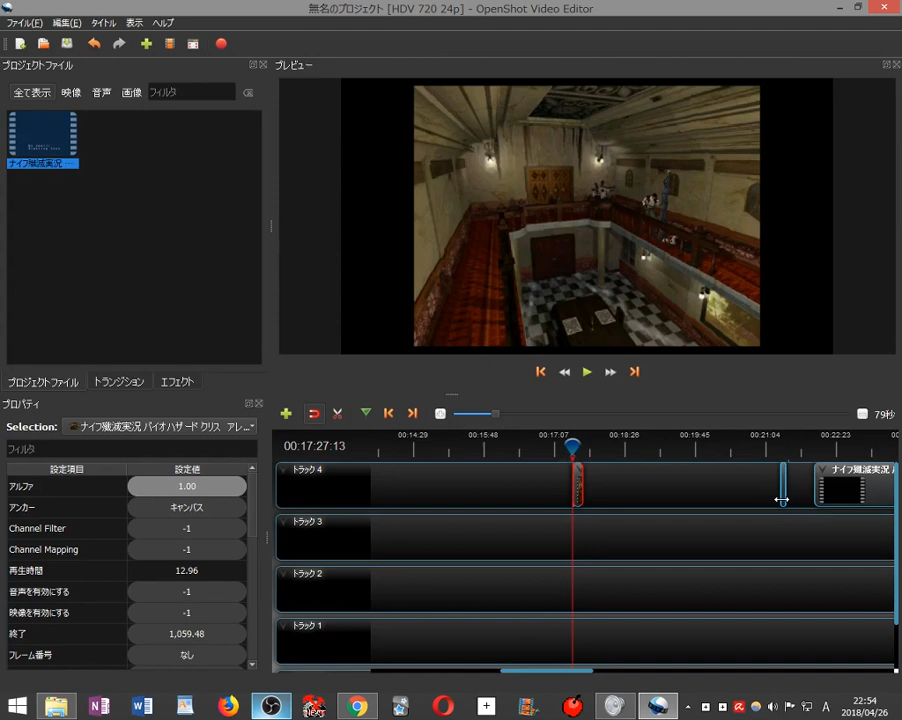 無名のプロジェクト [HDV 720 24p] - OpenShot Video Editor
ファイル(F) 編集(E) タイトル 表示 ヘルプ
プロジェクトファイル
プレビュー
全て表示 映像 音声 画像 フィルタ
ナイフ殲滅実況 ...
プロジェクトファイル トランジション エフェクト
プロパティ
Selection: ナイフ殲滅実況 バイオハザード クリス アレ...
フィルタ
設定項目 設定値
アルファ 1.00
アンカー キャンバス
Channel Filter -1
Channel Mapping -1
再生時間 12.96
音声を有効にする -1
映像を有効にする -1
終了 1,059.48
フレーム番号 なし
79秒
00:17:27:13
00:14:29 00:15:48 00:17:07 00:18:26 00:19:45 00:21:04 00:22:23
トラック 4
ナイフ殲滅実況
トラック 3
トラック 2
トラック 1
A
22:54
2018/04/26